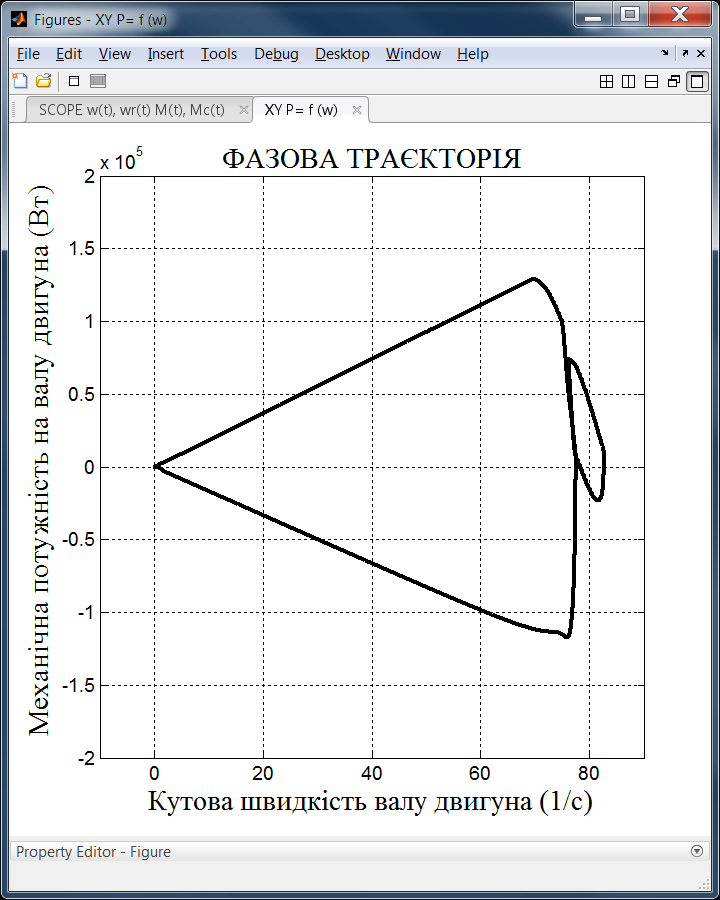 Figures - XY P= f (w)
File Edit View Insert Tools Debug Desktop Window Help
SCOPE w(t), wr(t) M(t), Mc(t) XY P= f (w)
x 10⁵ ФАЗОВА ТРАЄКТОРІЯ
Механічна потужність на валу двигуна (Вт)
2
1.5
1
0.5
0
-0.5
-1
-1.5
-2
0 20 40 60 80
Кутова швидкість валу двигуна (1/с)
Property Editor - Figure